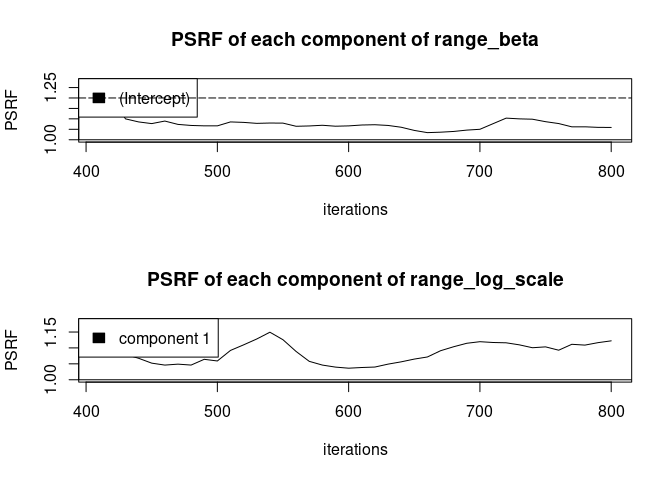 PSRF of each component of range_beta
PSRF
1.00 1.25
(Intercept)
400 500 600 700 800
iterations
PSRF of each component of range_log_scale
PSRF
1.00 1.15
component 1
400 500 600 700 800
iterations